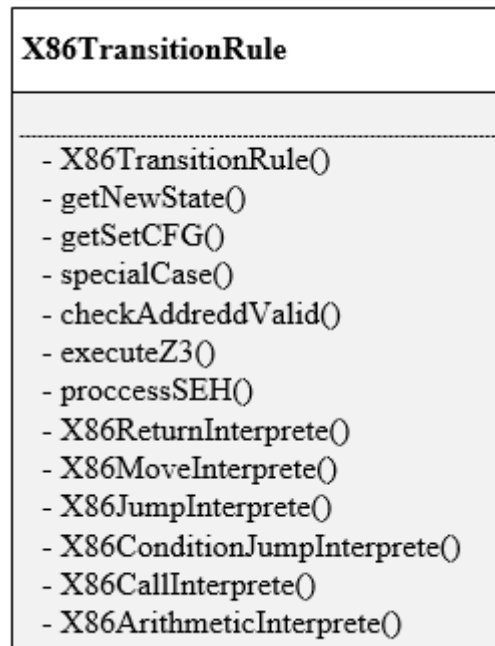 X86TransitionRule
- X86TransitionRule()
- getNewState()
- getSetCFG()
- specialCase()
- checkAddreddValid()
- executeZ3()
- proccessSEH()
- X86ReturnInterprete()
- X86MoveInterprete()
- X86JumpInterprete()
- X86ConditionJumpInterprete()
- X86CallInterprete()
- X86ArithmeticInterprete()